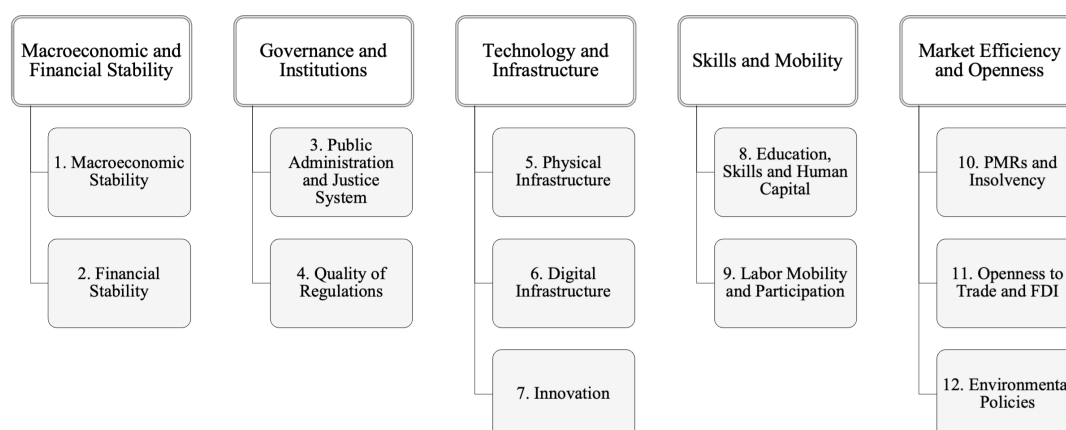 Macroeconomic and
Financial Stability
1. Macroeconomic
Stability
2. Financial
Stability
Governance and
Institutions
3. Public
Administration
and Justice
System
4. Quality of
Regulations
Technology and
Infrastructure
5. Physical
Infrastructure
6. Digital
Infrastructure
7. Innovation
Skills and Mobility
8. Education,
Skills and Human
Capital
9. Labor Mobility
and Participation
Market Efficiency
and Openness
10. PMRs and
Insolvency
11. Openness to
Trade and FDI
12. Environmenta
Policies